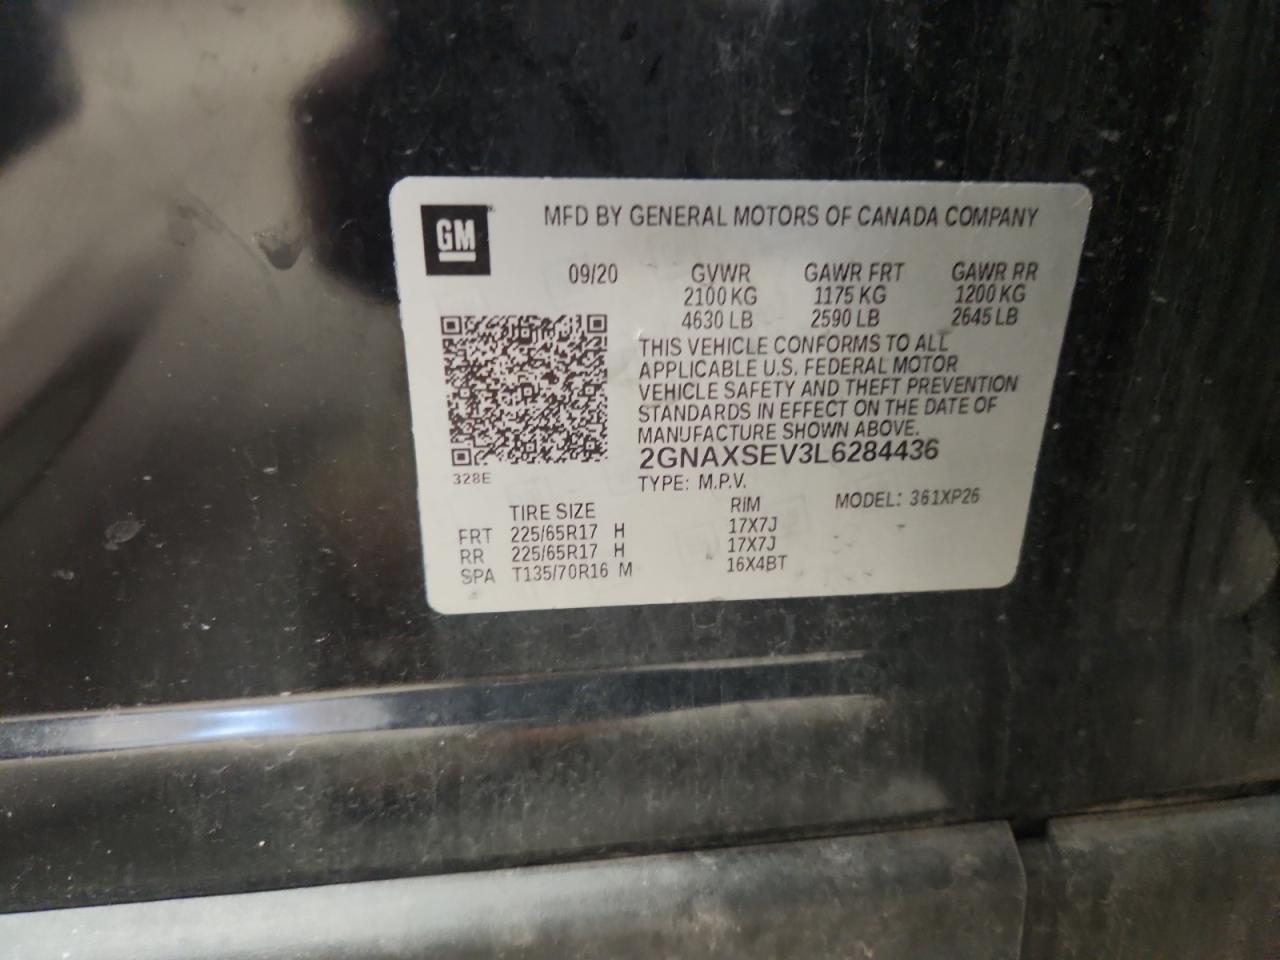 GM
MFD BY GENERAL MOTORS OF CANADA COMPANY
09/20 GVWR GAWR FRT GAWR RR
2100 KG 1175 KG 1200 KG
4630 LB 2590 LB 2645 LB
THIS VEHICLE CONFORMS TO ALL
APPLICABLE U.S. FEDERAL MOTOR
VEHICLE SAFETY AND THEFT PREVENTION
STANDARDS IN EFFECT ON THE DATE OF
MANUFACTURE SHOWN ABOVE.
2GNAXSEV3L6284436
328E
TYPE: M.P.V.
MODEL: 361XP26
TIRE SIZE RIM
FRT 225/65R17 H 17X7J
RR 225/65R17 H 17X7J
SPA T135/70R16 M 16X4BT